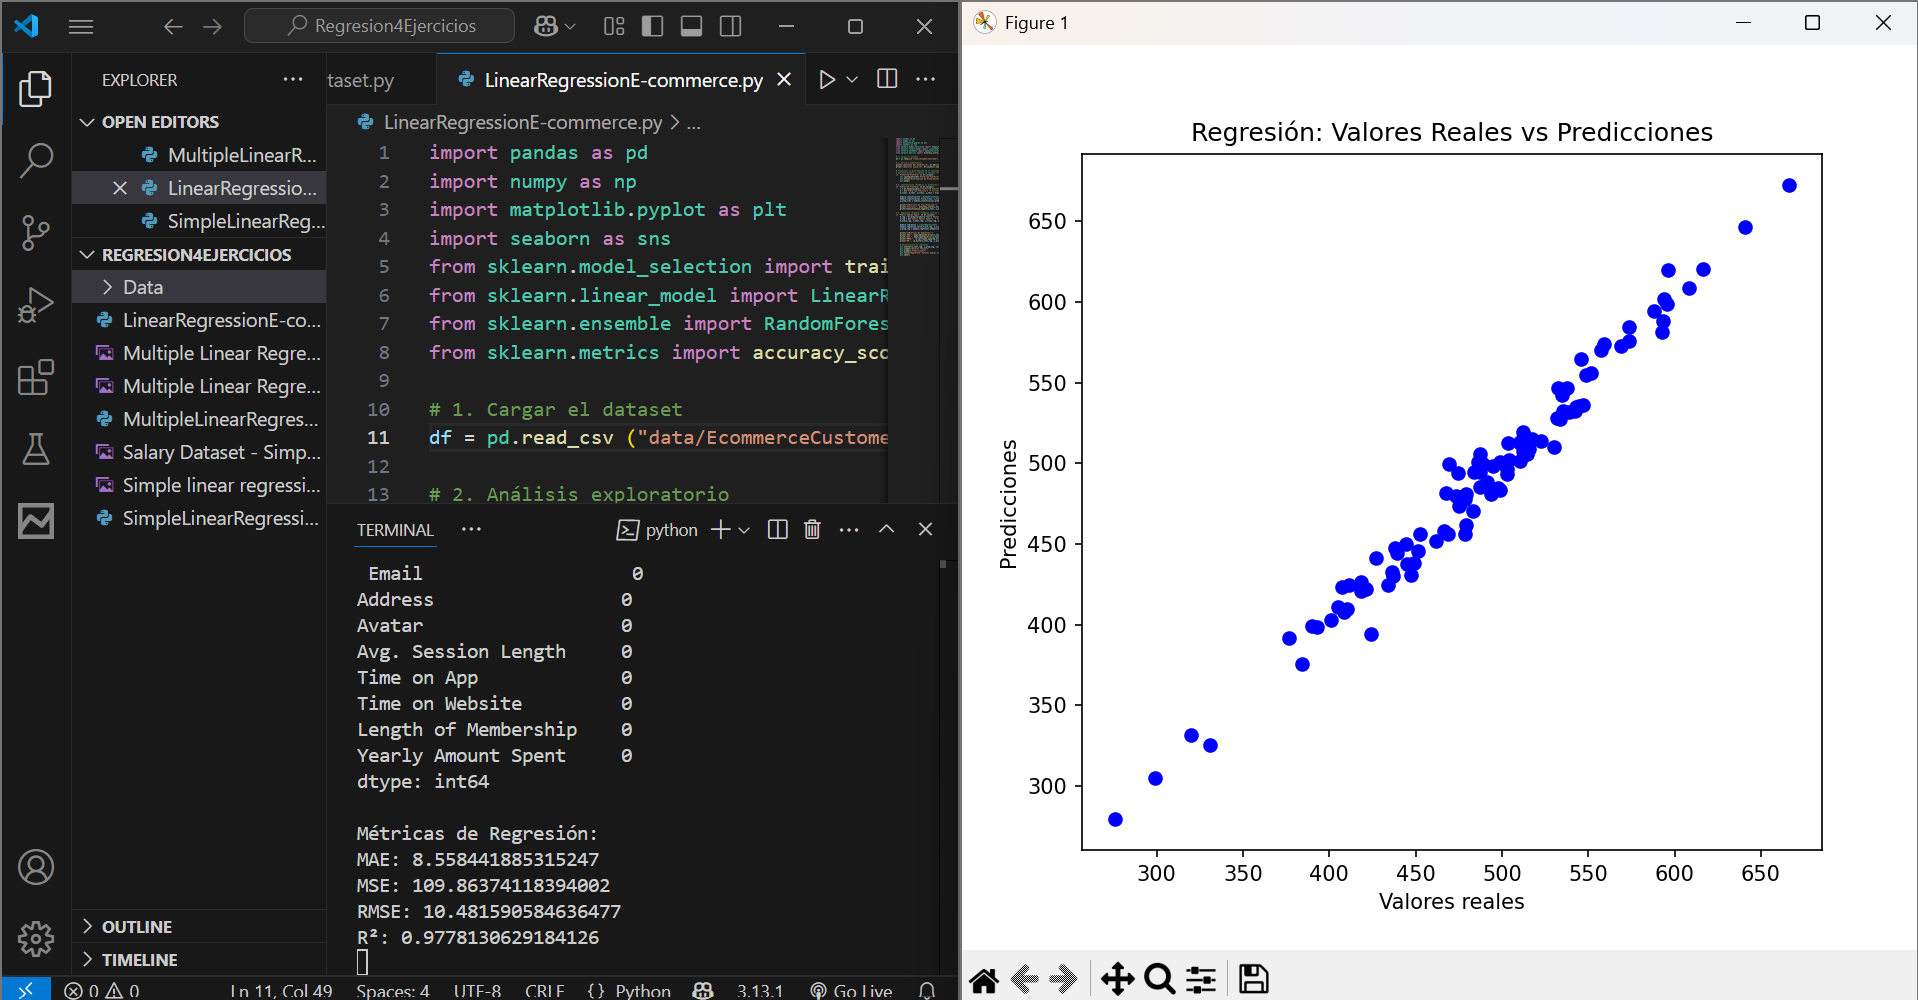 Regresion4Ejercicios
EXPLORER
OPEN EDITORS
MultipleLinearR...
LinearRegressio...
SimpleLinearReg...
REGRESION4EJERCICIOS
Data
LinearRegressionE-co...
Multiple Linear Regre...
Multiple Linear Regre...
MultipleLinearRegres...
Salary Dataset - Simp...
Simple linear regressi...
SimpleLinearRegressi...
OUTLINE
TIMELINE
taset.py
LinearRegressionE-commerce.py
LinearRegressionE-commerce.py > ...
1 import pandas as pd
2 import numpy as np
3 import matplotlib.pyplot as plt
4 import seaborn as sns
5 from sklearn.model_selection import trai
6 from sklearn.linear_model import LinearR
7 from sklearn.ensemble import RandomFores
8 from sklearn.metrics import accuracy_sco
9
10 # 1. Cargar el dataset
11 df = pd.read_csv ("data/EcommerceCustome
12
13 # 2. Análisis exploratorio
TERMINAL
python
Email 0
Address 0
Avatar 0
Avg. Session Length 0
Time on App 0
Time on Website 0
Length of Membership 0
Yearly Amount Spent 0
dtype: int64
Métricas de Regresión:
MAE: 8.558441885315247
MSE: 109.86374118394002
RMSE: 10.481590584636477
R²: 0.9778130629184126
0 0
Ln 11, Col 49
Spaces: 4
UTF-8
CRLF
{} Python
3.13.1
Go Live
Figure 1
Regresión: Valores Reales vs Predicciones
650
600
550
500
450
400
350
300
Predicciones
300 350 400 450 500 550 600 650
Valores reales